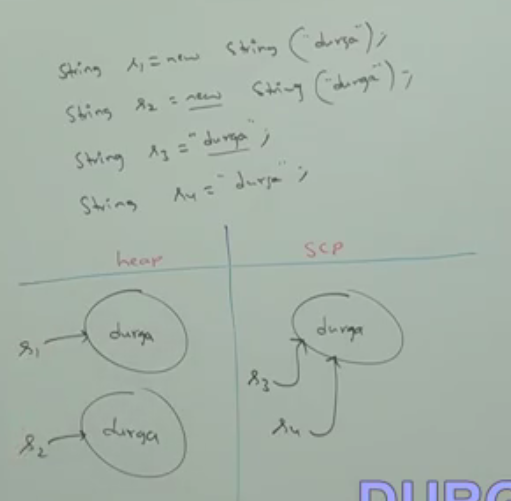 String s1 = new String ("durga");
String s2 = new String ("durga");
String s3 = "durga";
String s4 = "durga";
heap SCP
s1 durga durga
s3
s2 durga s4